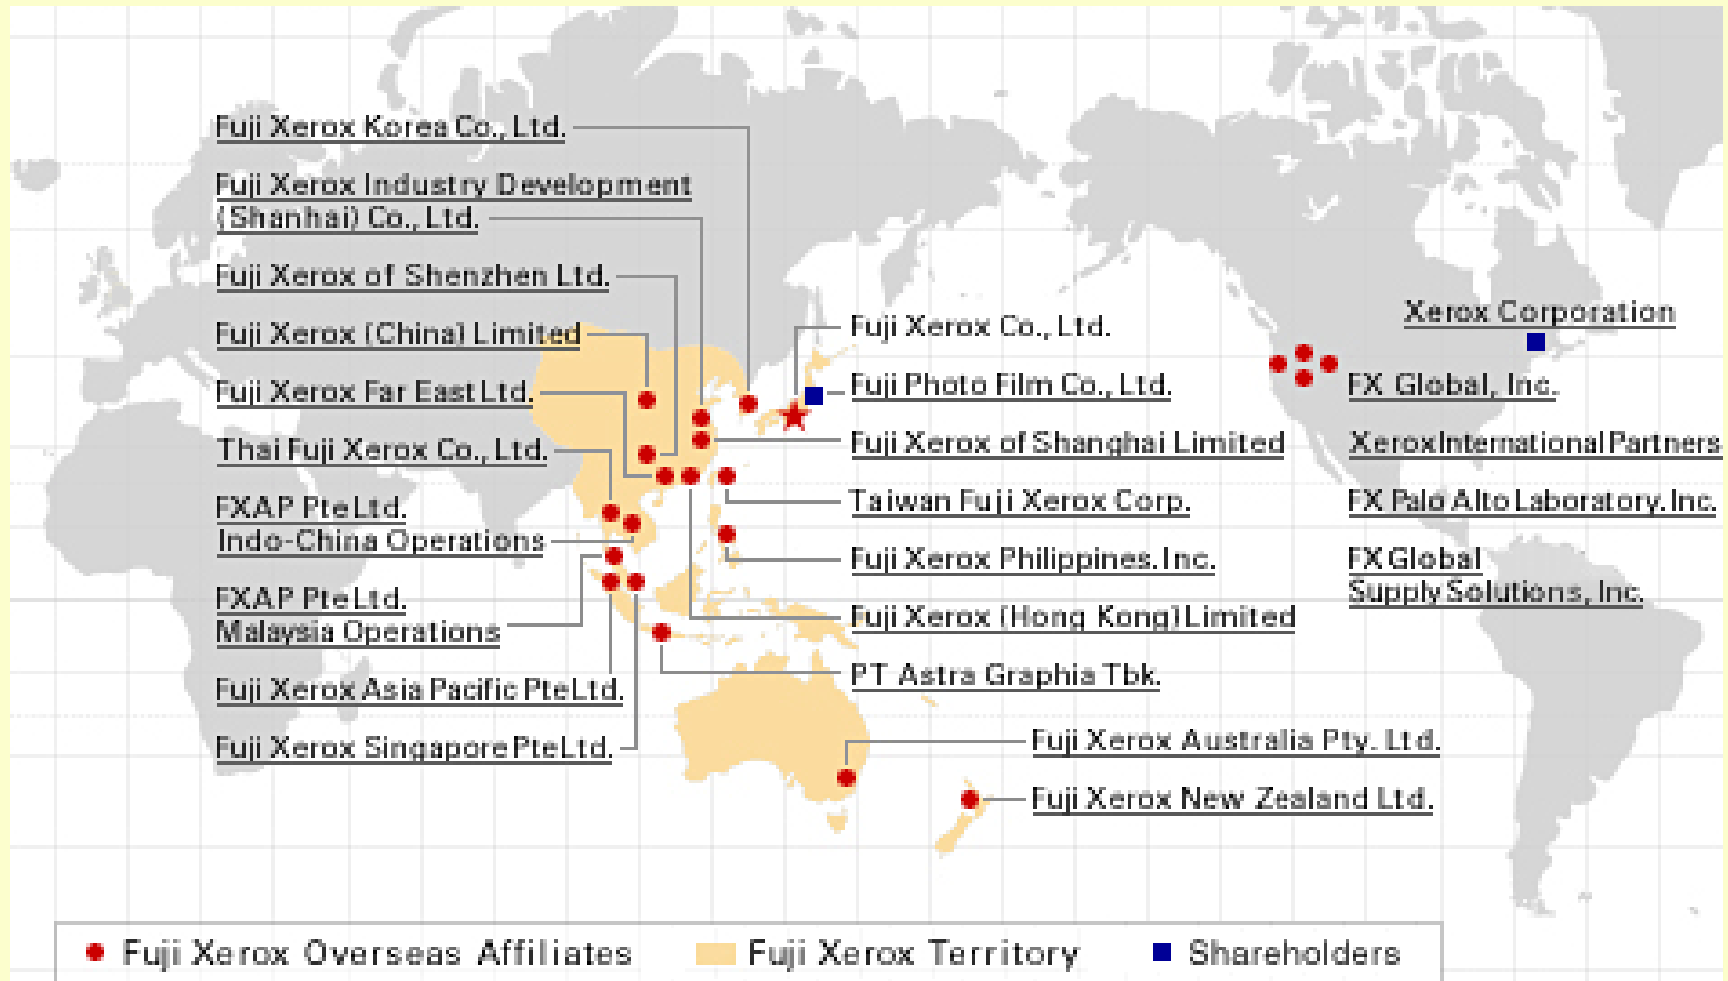 Fuji Xerox Korea Co., Ltd.
Fuji Xerox Industry Development
(Shanhai) Co., Ltd.
Fuji Xerox of Shenzhen Ltd.
Fuji Xerox (China) Limited
Fuji Xerox Far East Ltd.
Thai Fuji Xerox Co., Ltd.
FXAP Pte Ltd.
Indo-China Operations
FXAP Pte Ltd.
Malaysia Operations
Fuji Xerox Asia Pacific Pte Ltd.
Fuji Xerox Singapore Pte Ltd.
Fuji Xerox Co., Ltd.
Fuji Photo Film Co., Ltd.
Fuji Xerox of Shanghai Limited
Taiwan Fuji Xerox Corp.
Fuji Xerox Philippines. Inc.
Fuji Xerox (Hong Kong) Limited
PT Astra Graphia Tbk.
Fuji Xerox Australia Pty. Ltd.
Fuji Xerox New Zealand Ltd.
Xerox Corporation
FX Global, Inc.
Xerox International Partners
FX Palo Alto Laboratory. Inc.
FX Global
Supply Solutions, Inc.
Fuji Xerox Overseas Affiliates
Fuji Xerox Territory
Shareholders